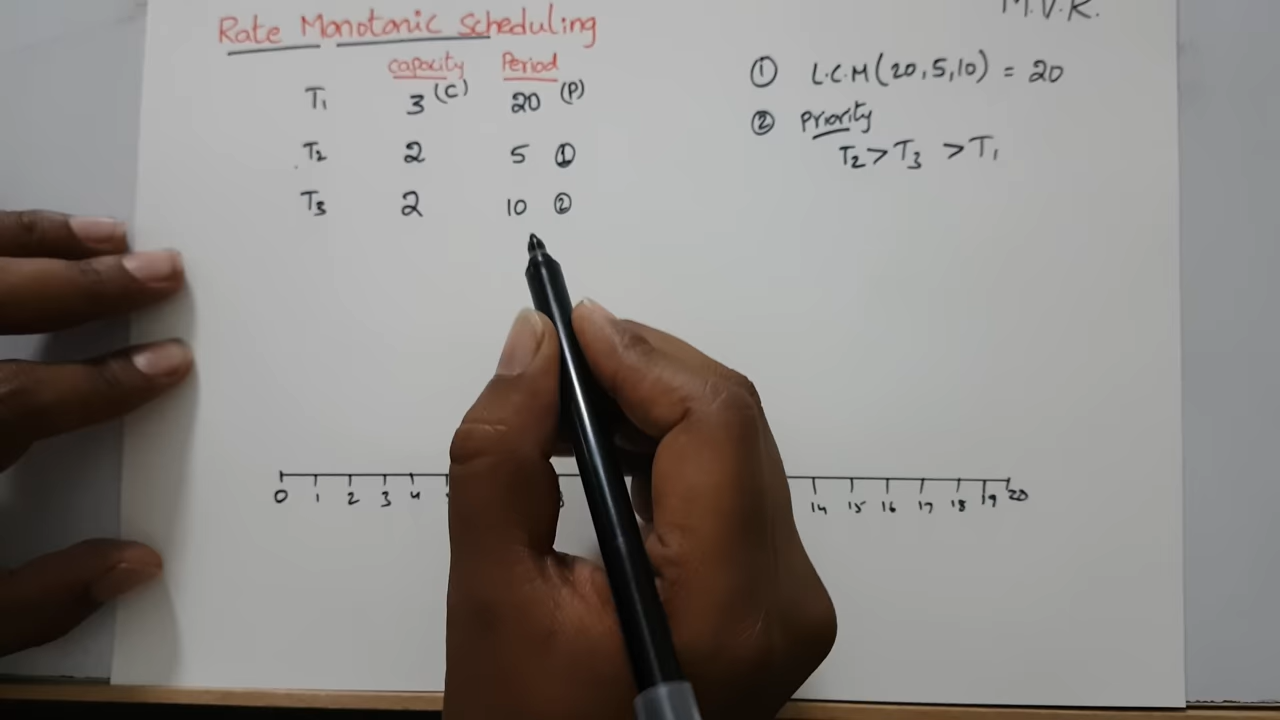 Rate Monotonic Scheduling
M.V.K.
capacity Period
T1 3 (C) 20 (P)
T2 2 5 ①
T3 2 10 ②
① L.C.M(20,5,10) = 20
② Priority
T2 > T3 > T1
0 1 2 3 4 14 15 16 17 18 19 20